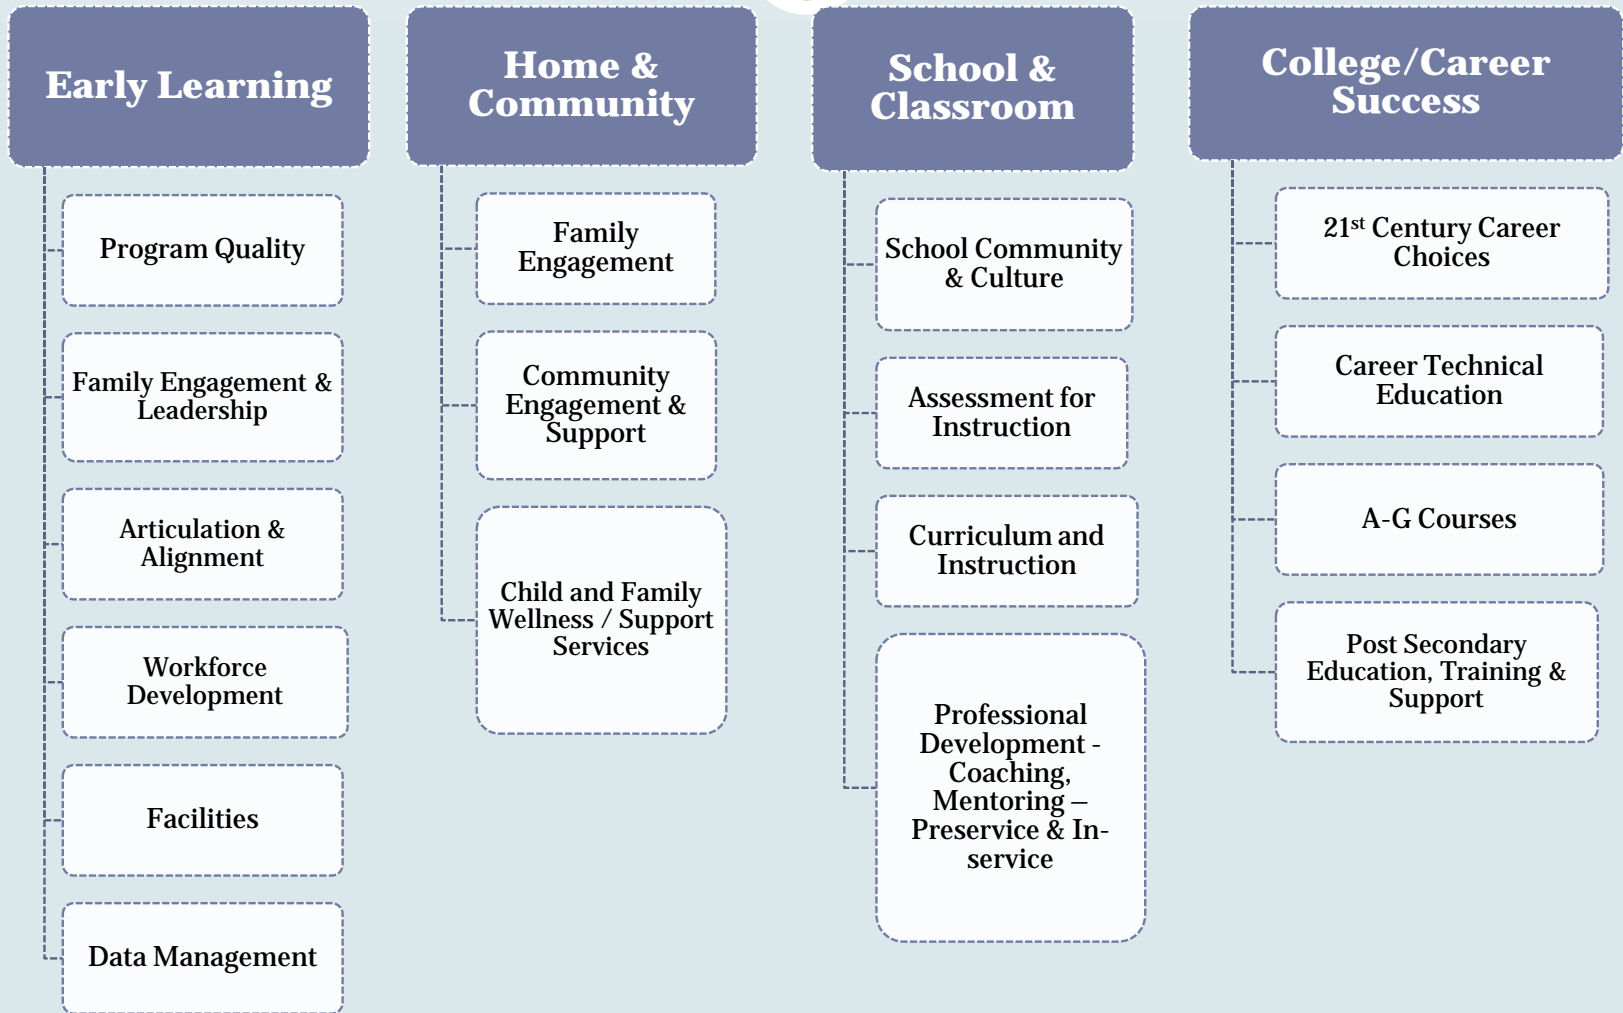 Early Learning
Program Quality
Family Engagement &
Leadership
Articulation &
Alignment
Workforce
Development
Facilities
Data Management
Home &
Community
Family
Engagement
Community
Engagement &
Support
Child and Family
Wellness / Support
Services
School &
Classroom
School Community
& Culture
Assessment for
Instruction
Curriculum and
Instruction
Professional
Development -
Coaching,
Mentoring –
Preservice & In-
service
College/Career
Success
21st Century Career
Choices
Career Technical
Education
A-G Courses
Post Secondary
Education, Training &
Support